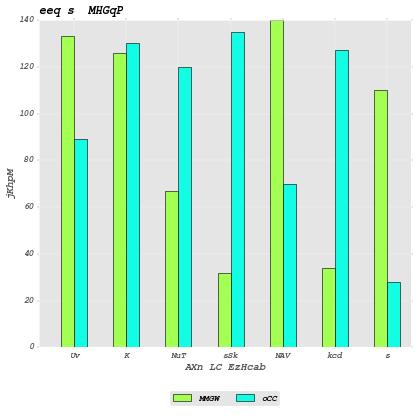 eeq s MHGqP
140
120
100
80
60
40
20
0
jKhpM
Uv K NuT sSk NAV kcd s
AXn LC EzHcab
MMGW oCC